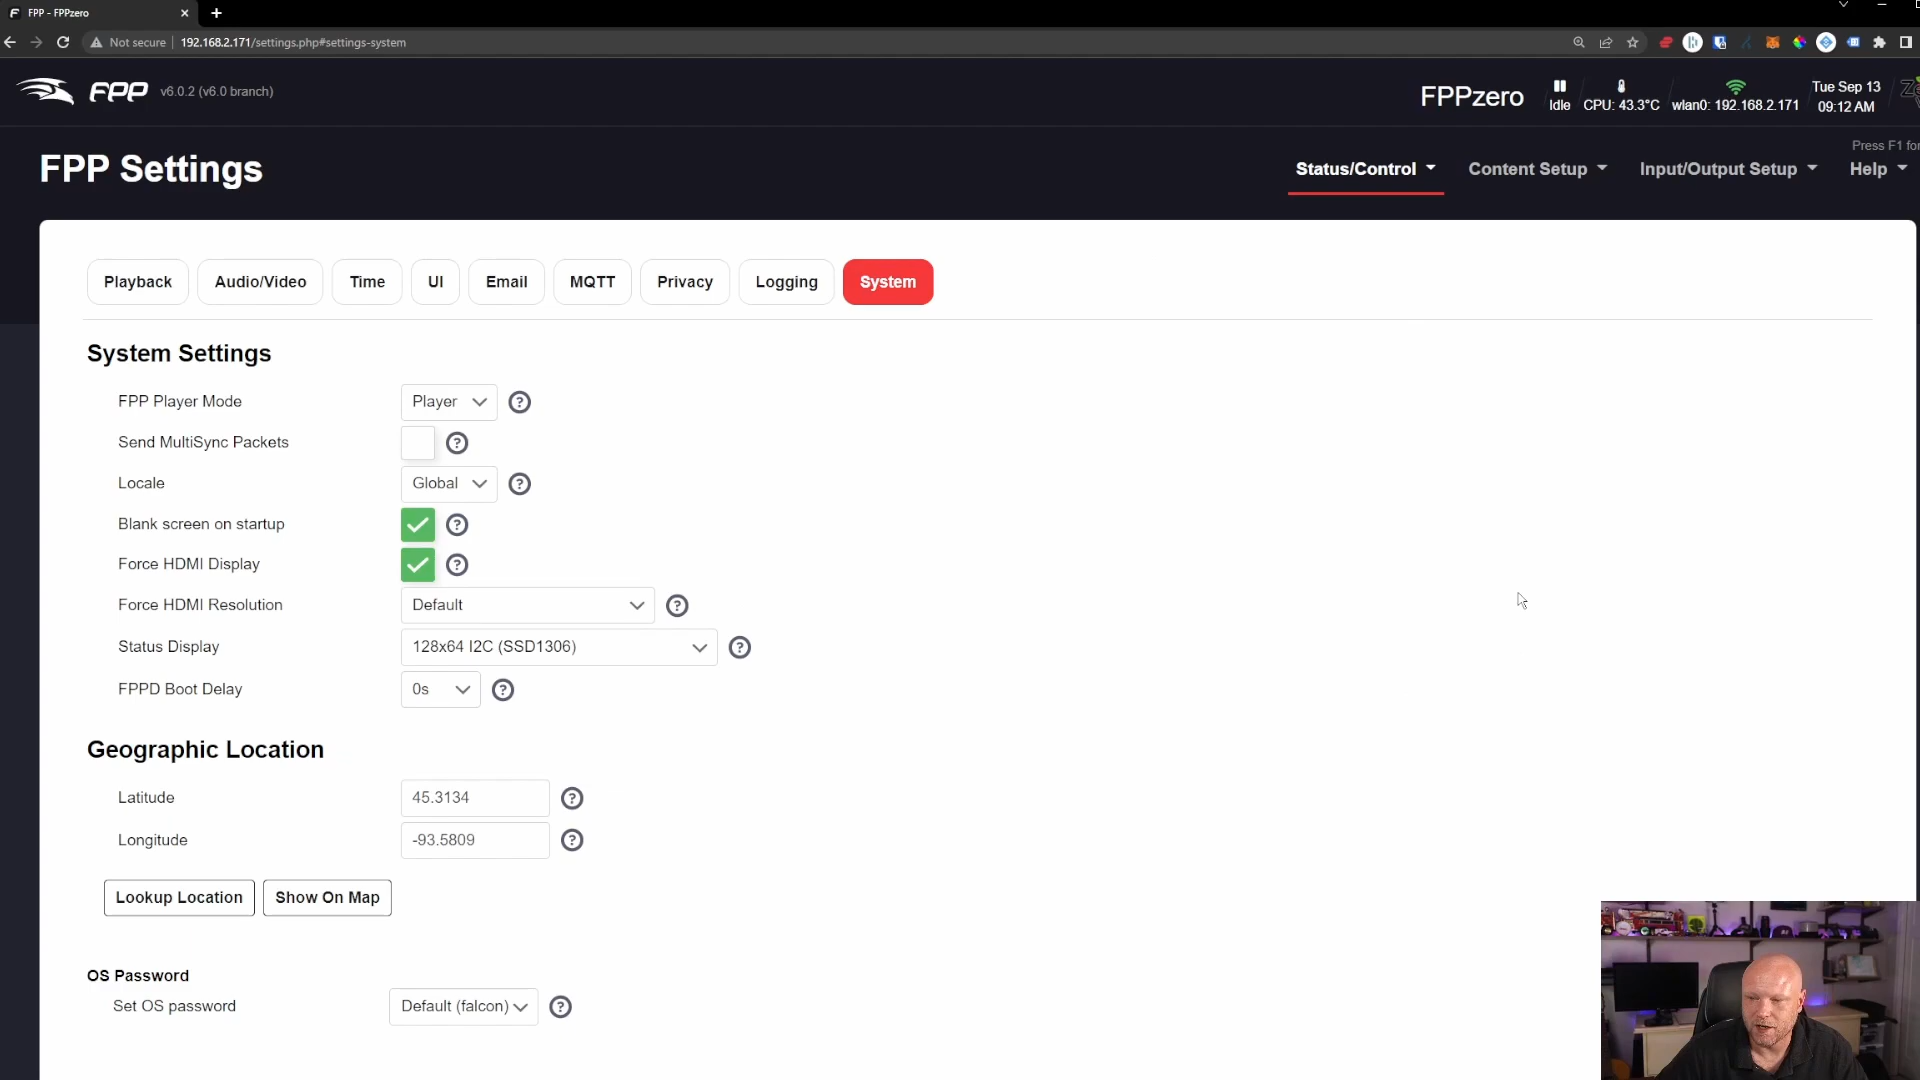 FPP - FPPzero
Not secure 192.168.2.171/settings.php#settings-system
FPP v6.0.2 (v6.0 branch)
FPPzero Idle CPU: 43.3°C wlan0: 192.168.2.171 Tue Sep 13 09:12 AM
Press F1 for
FPP Settings
Status/Control Content Setup Input/Output Setup Help
Playback Audio/Video Time UI Email MQTT Privacy Logging System
System Settings
FPP Player Mode Player
Send MultiSync Packets
Locale Global
Blank screen on startup
Force HDMI Display
Force HDMI Resolution Default
Status Display 128x64 I2C (SSD1306)
FPPD Boot Delay 0s
Geographic Location
Latitude 45.3134
Longitude -93.5809
Lookup Location Show On Map
OS Password
Set OS password Default (falcon)